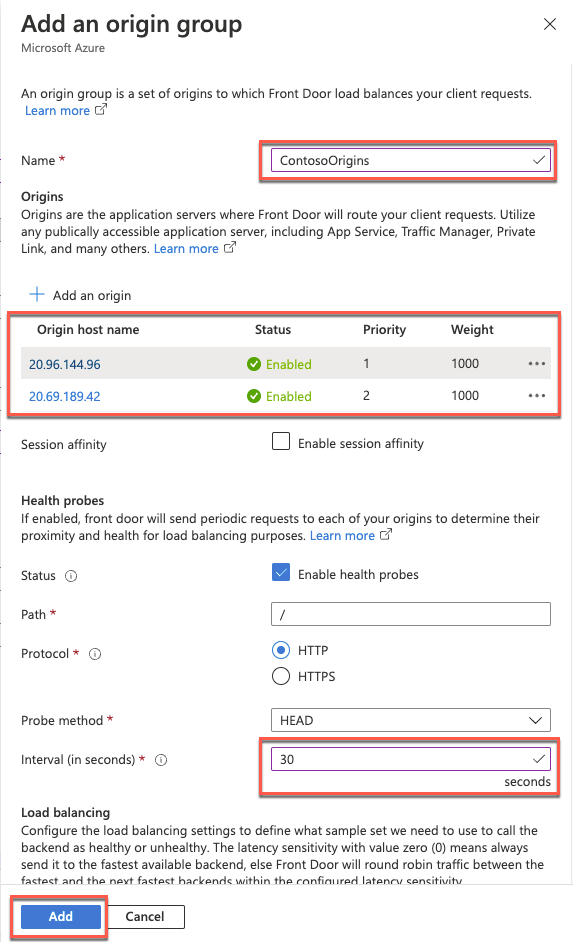 Add an origin group
Microsoft Azure
An origin group is a set of origins to which Front Door load balances your client requests.
Learn more
Name *
ContosoOrigins
Origins
Origins are the application servers where Front Door will route your client requests. Utilize
any publically accessible application server, including App Service, Traffic Manager, Private
Link, and many others. Learn more
Add an origin
Origin host name Status Priority Weight
20.96.144.96 Enabled 1 1000
20.69.189.42 Enabled 2 1000
Session affinity
Enable session affinity
Health probes
If enabled, front door will send periodic requests to each of your origins to determine their
proximity and health for load balancing purposes. Learn more
Status
Enable health probes
Path *
/
Protocol *
HTTP
HTTPS
Probe method *
HEAD
Interval (in seconds) *
30
seconds
Load balancing
Configure the load balancing settings to define what sample set we need to use to call the
backend as healthy or unhealthy. The latency sensitivity with value zero (0) means always
send it to the fastest available backend, else Front Door will round robin traffic between the
fastest and the next fastest backends within the configured latency sensitivity.
Add
Cancel